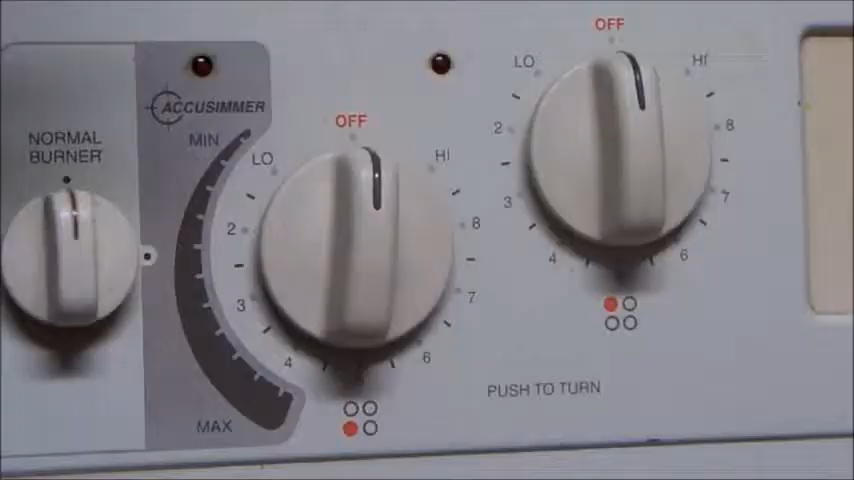 NORMAL
BURNER
ACCUSIMMER
MIN
MAX
OFF
LO
HI
2
3
4
6
7
8
OFF
LO
HI
2
3
4
6
7
8
PUSH TO TURN